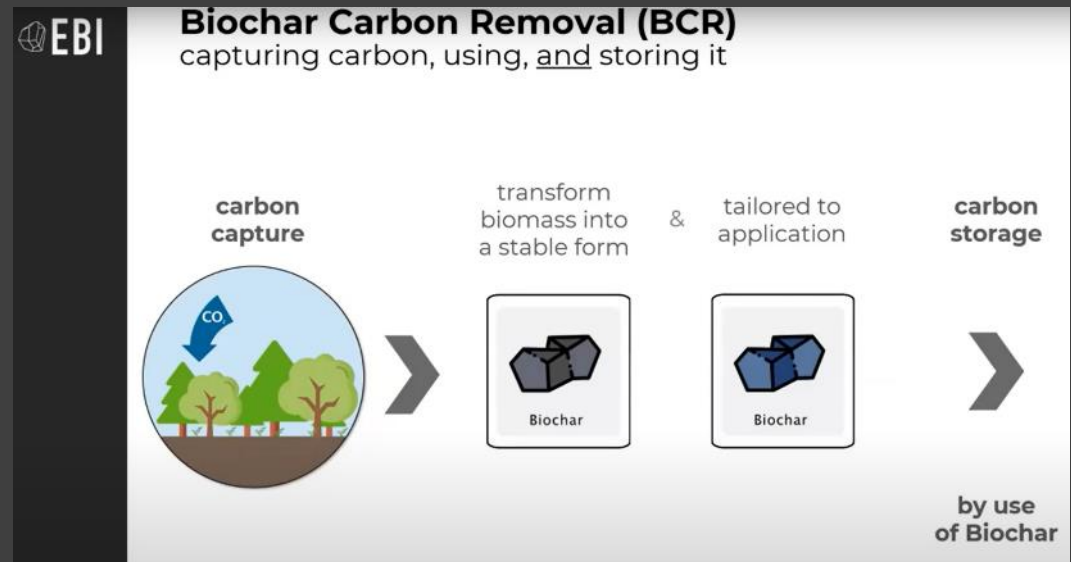 EBI
Biochar Carbon Removal (BCR)
capturing carbon, using, and storing it
carbon
capture
transform
biomass into
a stable form
&
tailored to
application
carbon
storage
CO₂
Biochar
Biochar
by use
of Biochar